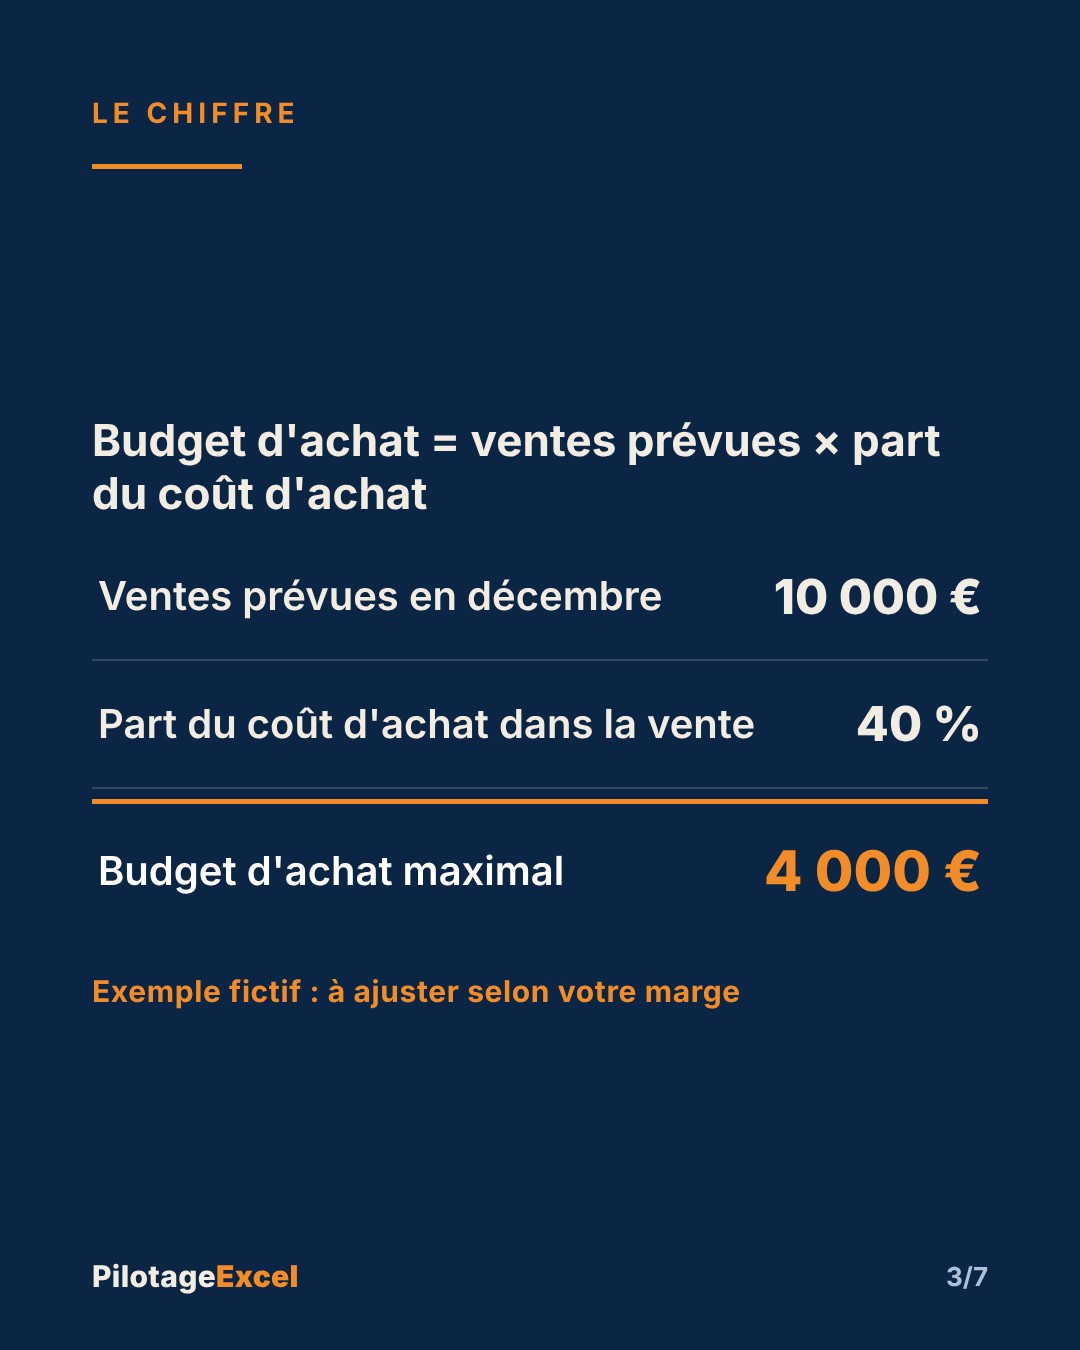 LE CHIFFRE
Budget d'achat = ventes prévues × part
du coût d'achat
Ventes prévues en décembre 10 000 €
Part du coût d'achat dans la vente 40 %
Budget d'achat maximal 4 000 €
Exemple fictif : à ajuster selon votre marge
PilotageExcel 3/7